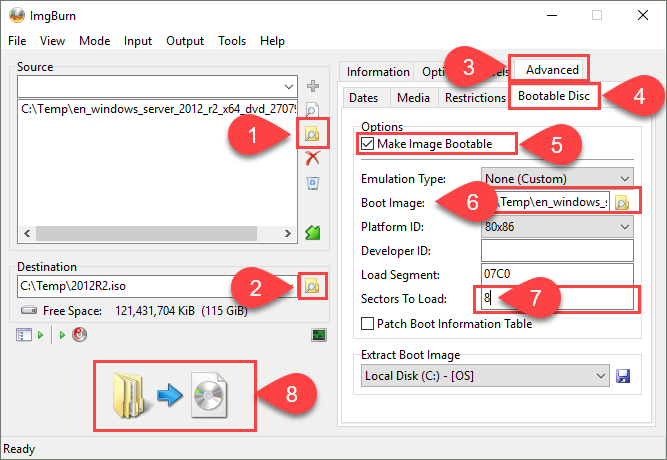 ImgBurn
File View Mode Input Output Tools Help
Source
C:\Temp\en_windows_server_2012_r2_x64_dvd_2707
1
Destination
C:\Temp\2012R2.iso
2
Free Space: 121,431,704 KiB (115 GiB)
8
Information 3 Advanced
Dates Media Restrictions Bootable Disc 4
Options
Make Image Bootable 5
Emulation Type: None (Custom)
Boot Image: 6 \Temp\en_windows_s
Platform ID: 80x86
Developer ID:
Load Segment: 07C0
Sectors To Load: 8 7
Patch Boot Information Table
Extract Boot Image
Local Disk (C:) - [OS]
Ready